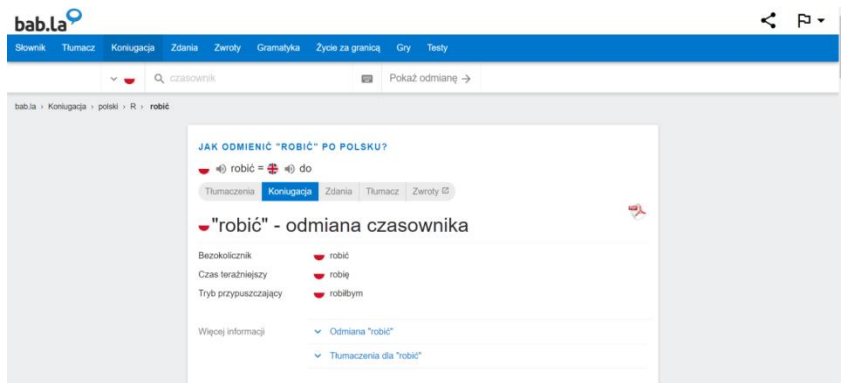 bab.la
Słownik Tłumacz Koniugacja Zdania Zwroty Gramatyka Życie za granicą Gry Testy
czasownik Pokaż odmianę →
bab.la › Koniugacja › polski › R › robić
JAK ODMIENIĆ "ROBIĆ" PO POLSKU?
robić = do
Tłumaczenia Koniugacja Zdania Tłumacz Zwroty
"robić" - odmiana czasownika
Bezokolicznik robić
Czas teraźniejszy robię
Tryb przypuszczający robiłbym
Więcej informacji Odmiana "robić"
Tłumaczenia dla "robić"